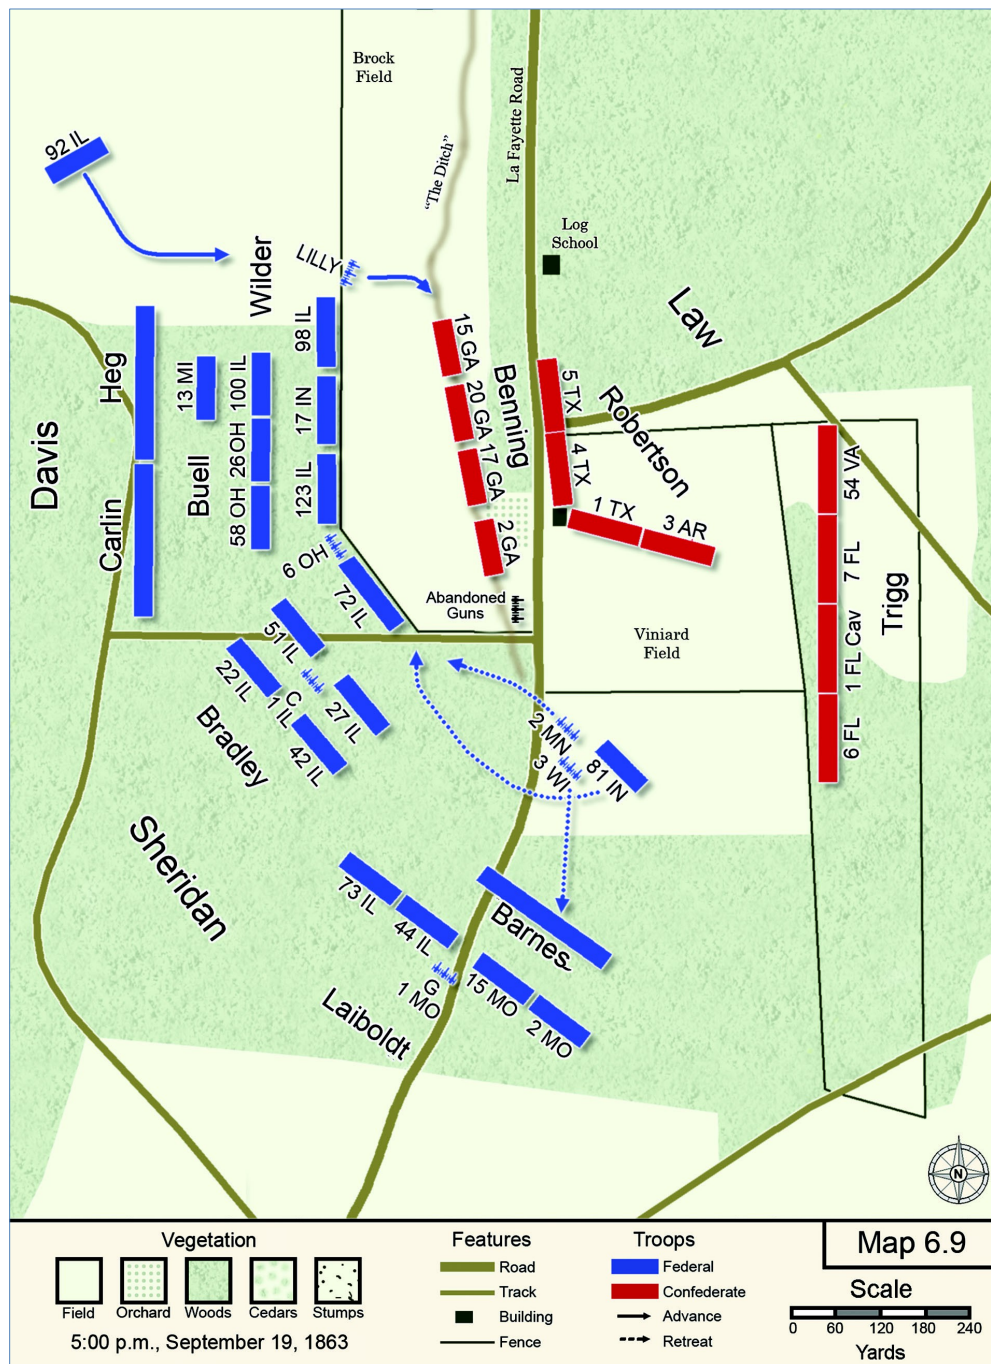 Brock
Field
La Fayette Road
"The Ditch"
92 IL
Log
School
Wilder
LILLY
98 IL
Law
15 GA
Heg
13 MI
100 IL
17 IN
20 GA
Benning
5 TX
Robertson
Davis
26 OH
17 GA
4 TX
54 VA
Buell
123 IL
1 TX
3 AR
Carlin
58 OH
2 GA
7 FL
6 OH
72 IL
Abandoned
Guns
Trigg
51 IL
Viniard
Field
1 FL Cav
22 IL
C
1 IL
27 IL
2 MN
6 FL
Bradley
42 IL
3 WI
81 IN
Sheridan
73 IL
44 IL
Barnes
G
1 MO
15 MO
2 MO
Laiboldt
N
Vegetation
Field
Orchard
Woods
Cedars
Stumps
5:00 p.m., September 19, 1863
Features
Road
Track
Building
Fence
Troops
Federal
Confederate
Advance
Retreat
Map 6.9
Scale
0 60 120 180 240
Yards